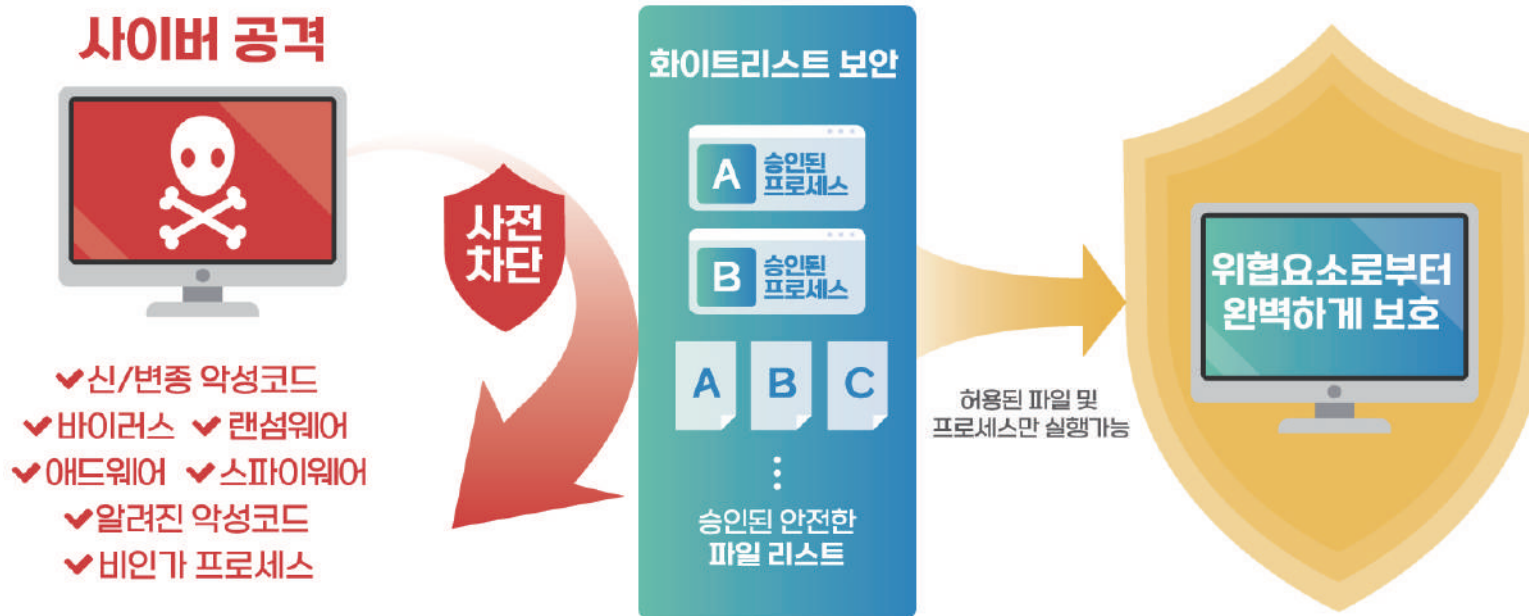 사이버 공격
✔신/변종 악성코드
✔바이러스 ✔랜섬웨어
✔애드웨어 ✔스파이웨어
✔알려진 악성코드
✔비인가 프로세스
사전
차단
화이트리스트 보안
A 승인된
프로세스
B 승인된
프로세스
A B C
승인된 안전한
파일 리스트
허용된 파일 및
프로세스만 실행가능
위협요소로부터
완벽하게 보호